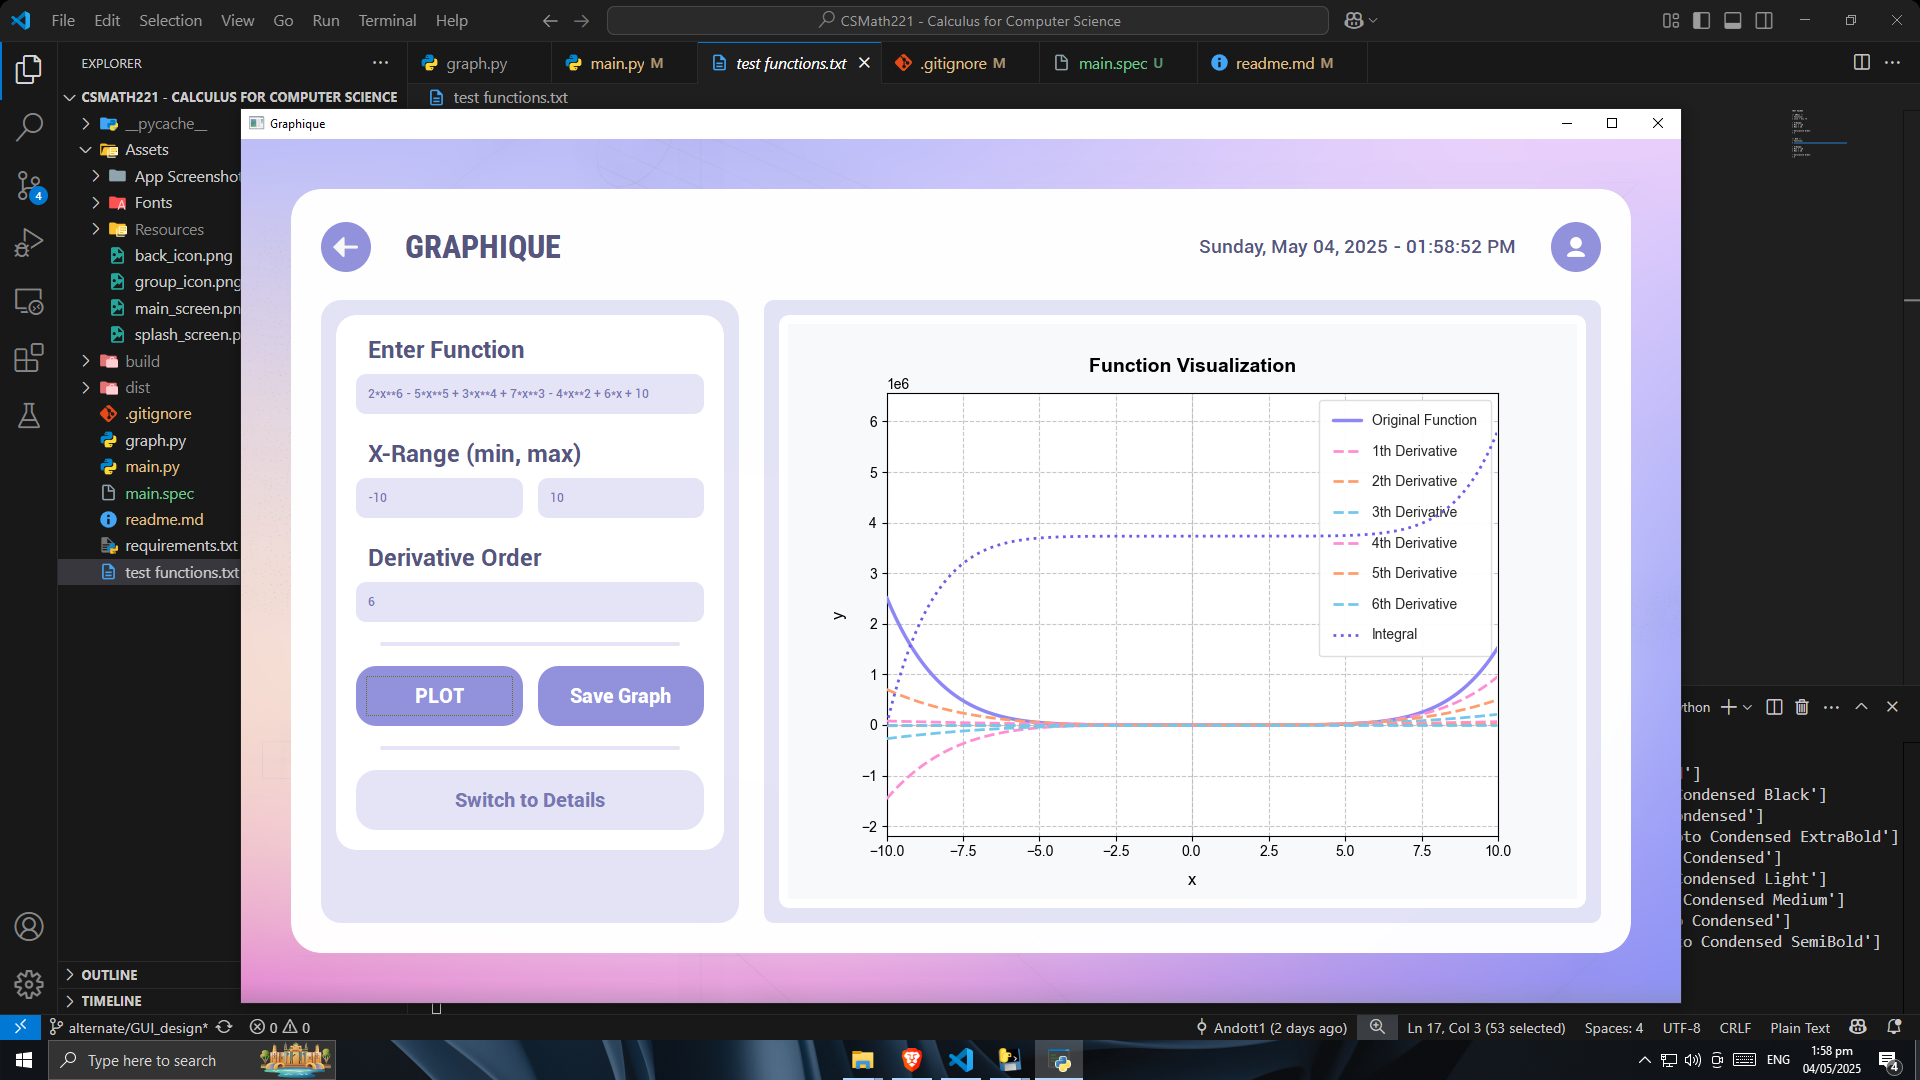 File Edit Selection View Go Run Terminal Help
CSMath221 - Calculus for Computer Science
EXPLORER
graph.py
main.py M
test functions.txt
.gitignore M
main.spec U
readme.md M
CSMATH221 - CALCULUS FOR COMPUTER SCIENCE
test functions.txt
__pycache__
Assets
App Screenshot
Fonts
Resources
back_icon.png
group_icon.png
main_screen.pn
splash_screen.p
build
dist
.gitignore
graph.py
main.py
main.spec
readme.md
requirements.txt
test functions.txt
OUTLINE
TIMELINE
4
Graphique
GRAPHIQUE
Sunday, May 04, 2025 - 01:58:52 PM
Enter Function
2*x**6 - 5*x**5 + 3*x**4 + 7*x**3 - 4*x**2 + 6*x + 10
X-Range (min, max)
-10
10
Derivative Order
6
PLOT
Save Graph
Switch to Details
Function Visualization
1e6
6
5
4
3
2
1
0
−1
−2
y
−10.0 −7.5 −5.0 −2.5 0.0 2.5 5.0 7.5 10.0
x
Original Function
1th Derivative
2th Derivative
3th Derivative
4th Derivative
5th Derivative
6th Derivative
Integral
ython
']
Condensed Black']
ondensed']
to Condensed ExtraBold']
Condensed']
Condensed Light']
Condensed Medium']
Condensed']
o Condensed SemiBold']
alternate/GUI_design*
0
0
Andott1 (2 days ago)
Ln 17, Col 3 (53 selected)
Spaces: 4
UTF-8
CRLF
Plain Text
Type here to search
ENG
1:58 pm
04/05/2025
4